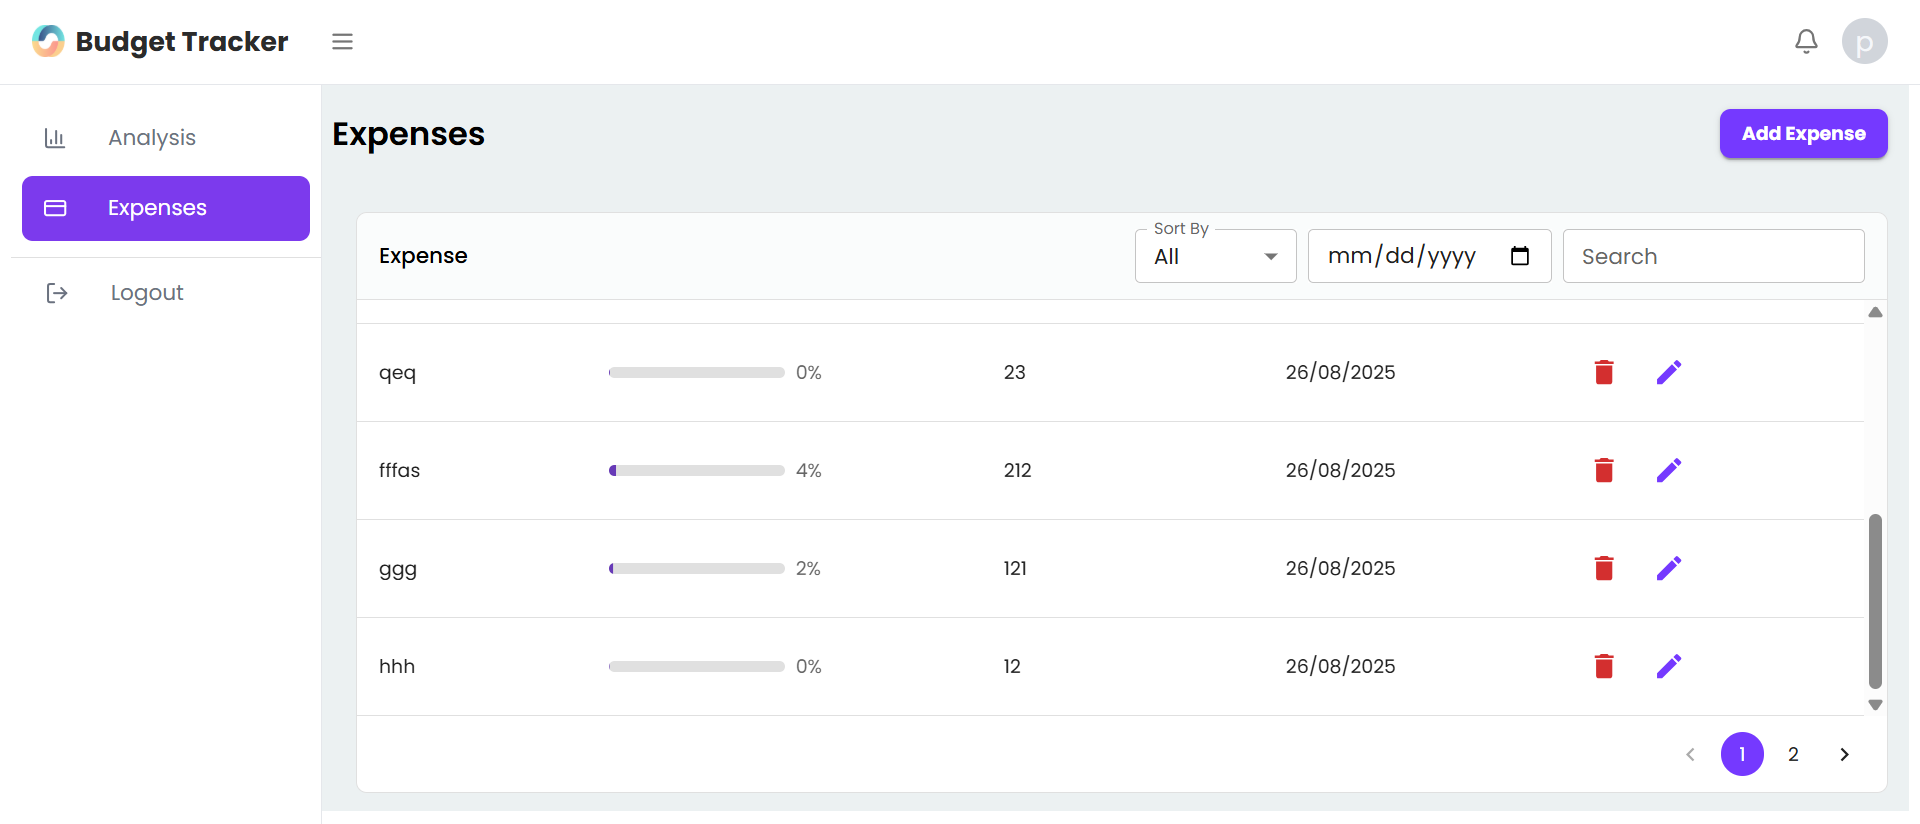 Budget Tracker
p
Analysis
Expenses
Logout
Expenses
Add Expense
Expense
Sort By
All
mm/dd/yyyy
Search
qeq 0% 23 26/08/2025
fffas 4% 212 26/08/2025
ggg 2% 121 26/08/2025
hhh 0% 12 26/08/2025
1 2